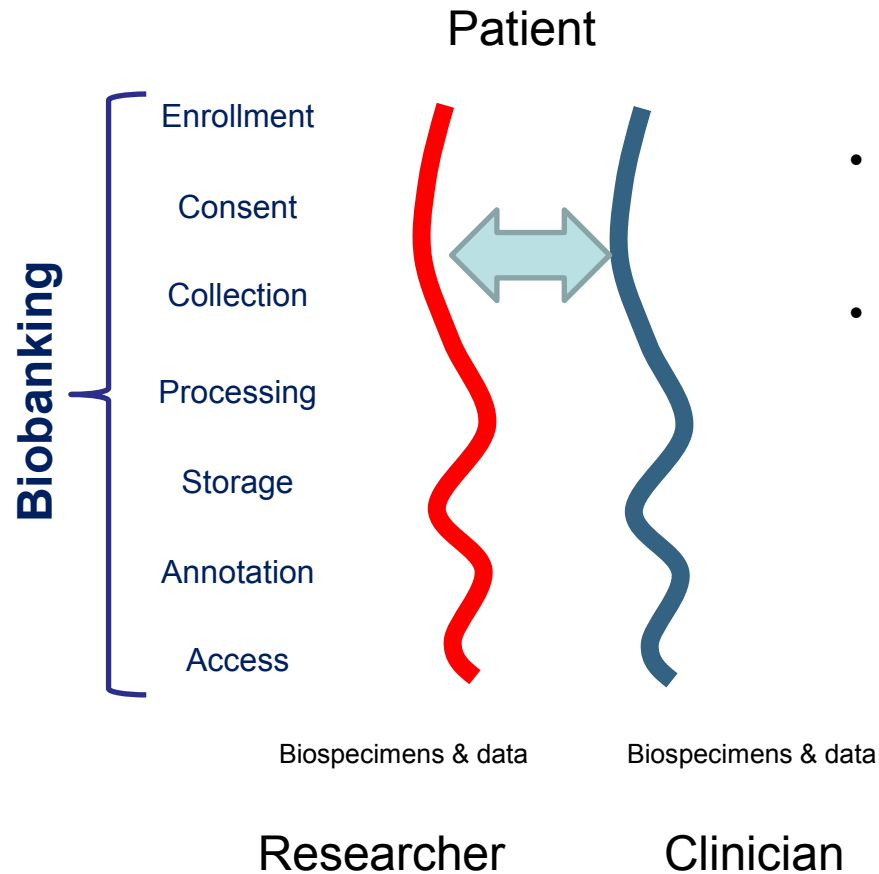 Patient
Biobanking
Enrollment
Consent
Collection
Processing
Storage
Annotation
Access
•
•
Biospecimens & data
Biospecimens & data
Researcher
Clinician